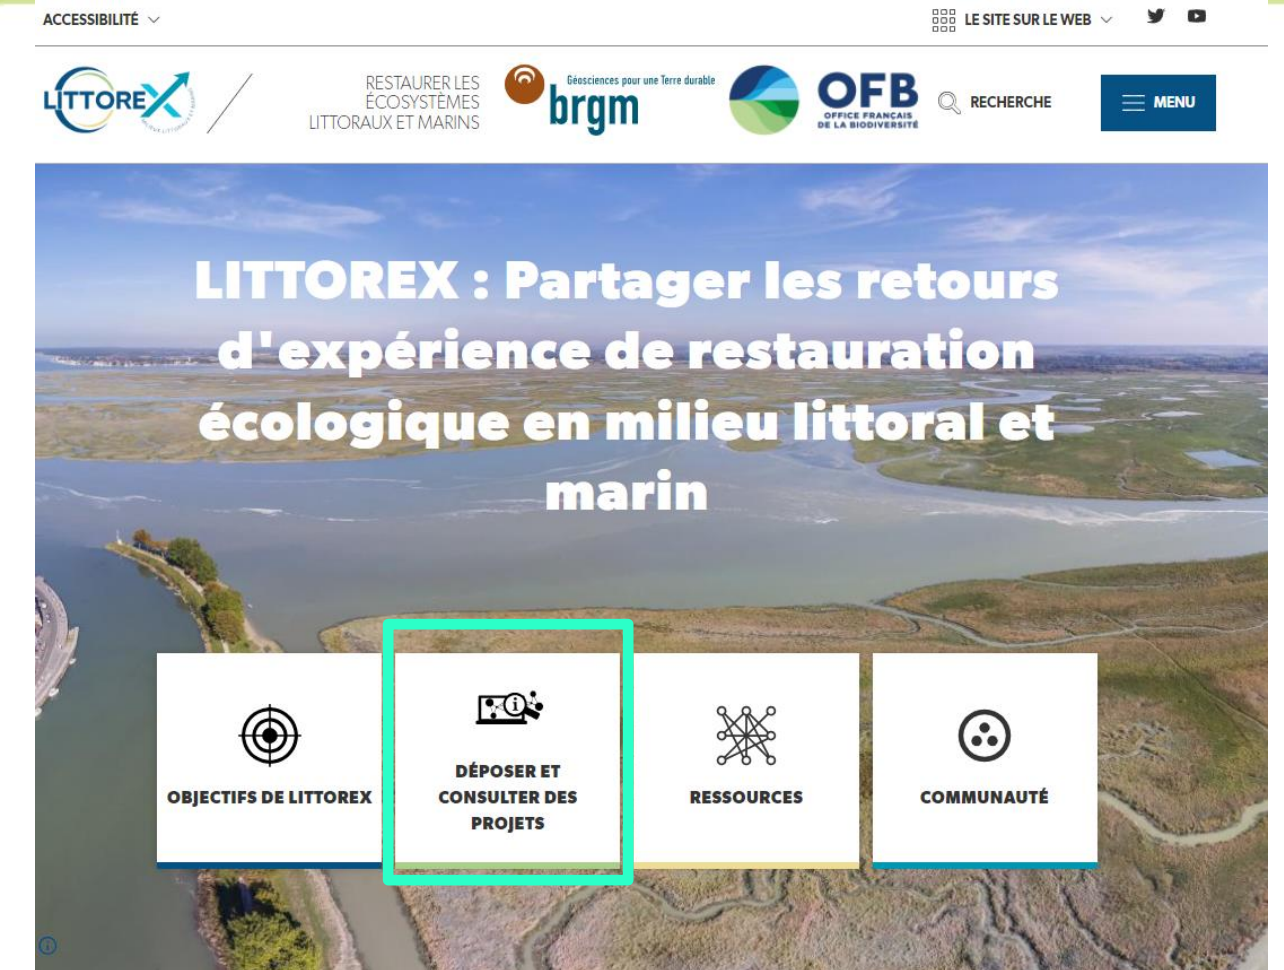 ACCESSIBILITÉ
LE SITE SUR LE WEB
LITTOREX
RESTAURER LES
ÉCOSYSTÈMES
LITTORAUX ET MARINS
Géosciences pour une Terre durable
brgm
OFB
OFFICE FRANÇAIS
DE LA BIODIVERSITÉ
RECHERCHE
MENU
LITTOREX : Partager les retours
d'expérience de restauration
écologique en milieu littoral et
marin
OBJECTIFS DE LITTOREX
DÉPOSER ET
CONSULTER DES
PROJETS
RESSOURCES
COMMUNAUTÉ